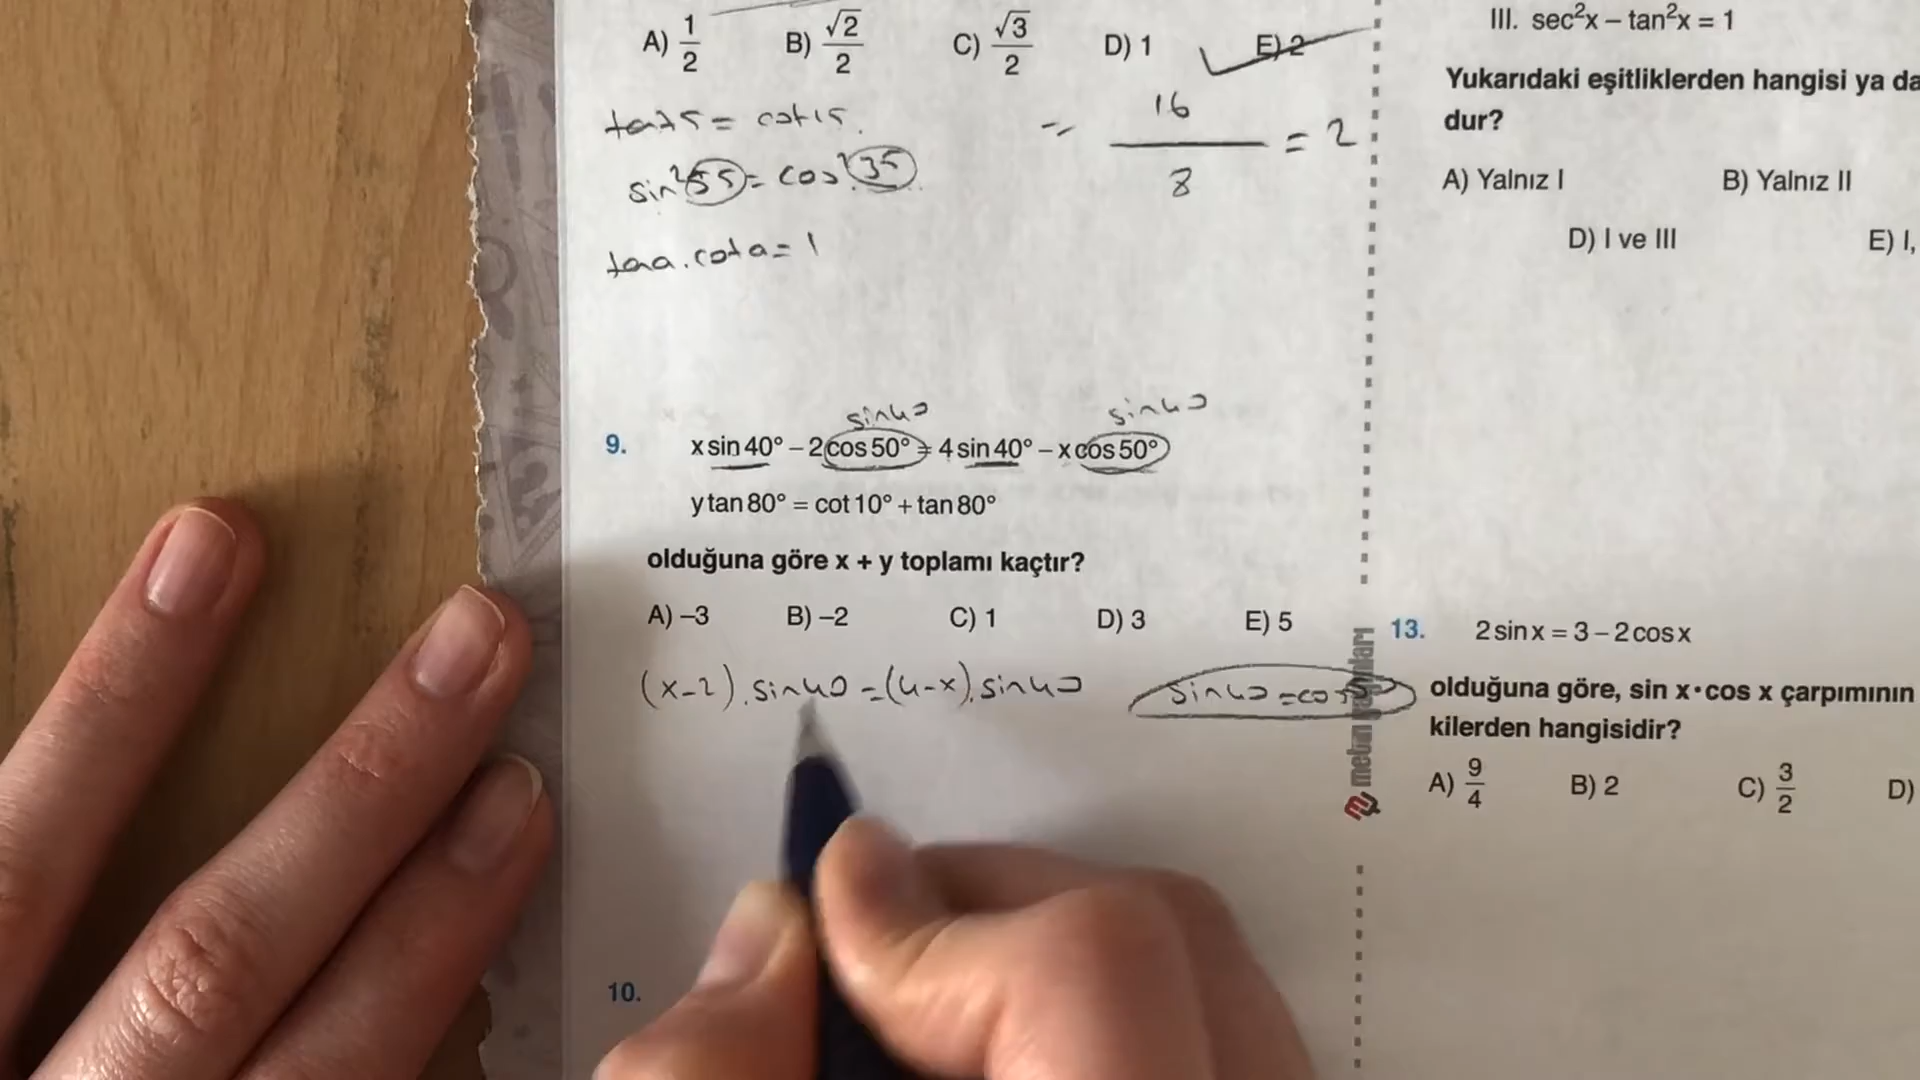 A) 1/2 B) √2/2 C) √3/2 D) 1 E) 2
tan75 = cot15.
sin²55 = cos²35
tana.cota = 1
= 16/8 = 2
9.
sin40 sin40
x sin 40° – 2 cos 50° = 4 sin 40° – x cos 50°
y tan 80° = cot 10° + tan 80°
olduğuna göre x + y toplamı kaçtır?
A) –3 B) –2 C) 1 D) 3 E) 5
(x-2).sin40 = (4-x).sin40
sin40 = cos
10.
III. sec²x – tan²x = 1
Yukarıdaki eşitliklerden hangisi ya da
dur?
A) Yalnız I B) Yalnız II
D) I ve III E) I,
metin yayınları
13. 2 sin x = 3 – 2 cos x
olduğuna göre, sin x • cos x çarpımının
kilerden hangisidir?
A) 9/4 B) 2 C) 3/2 D)